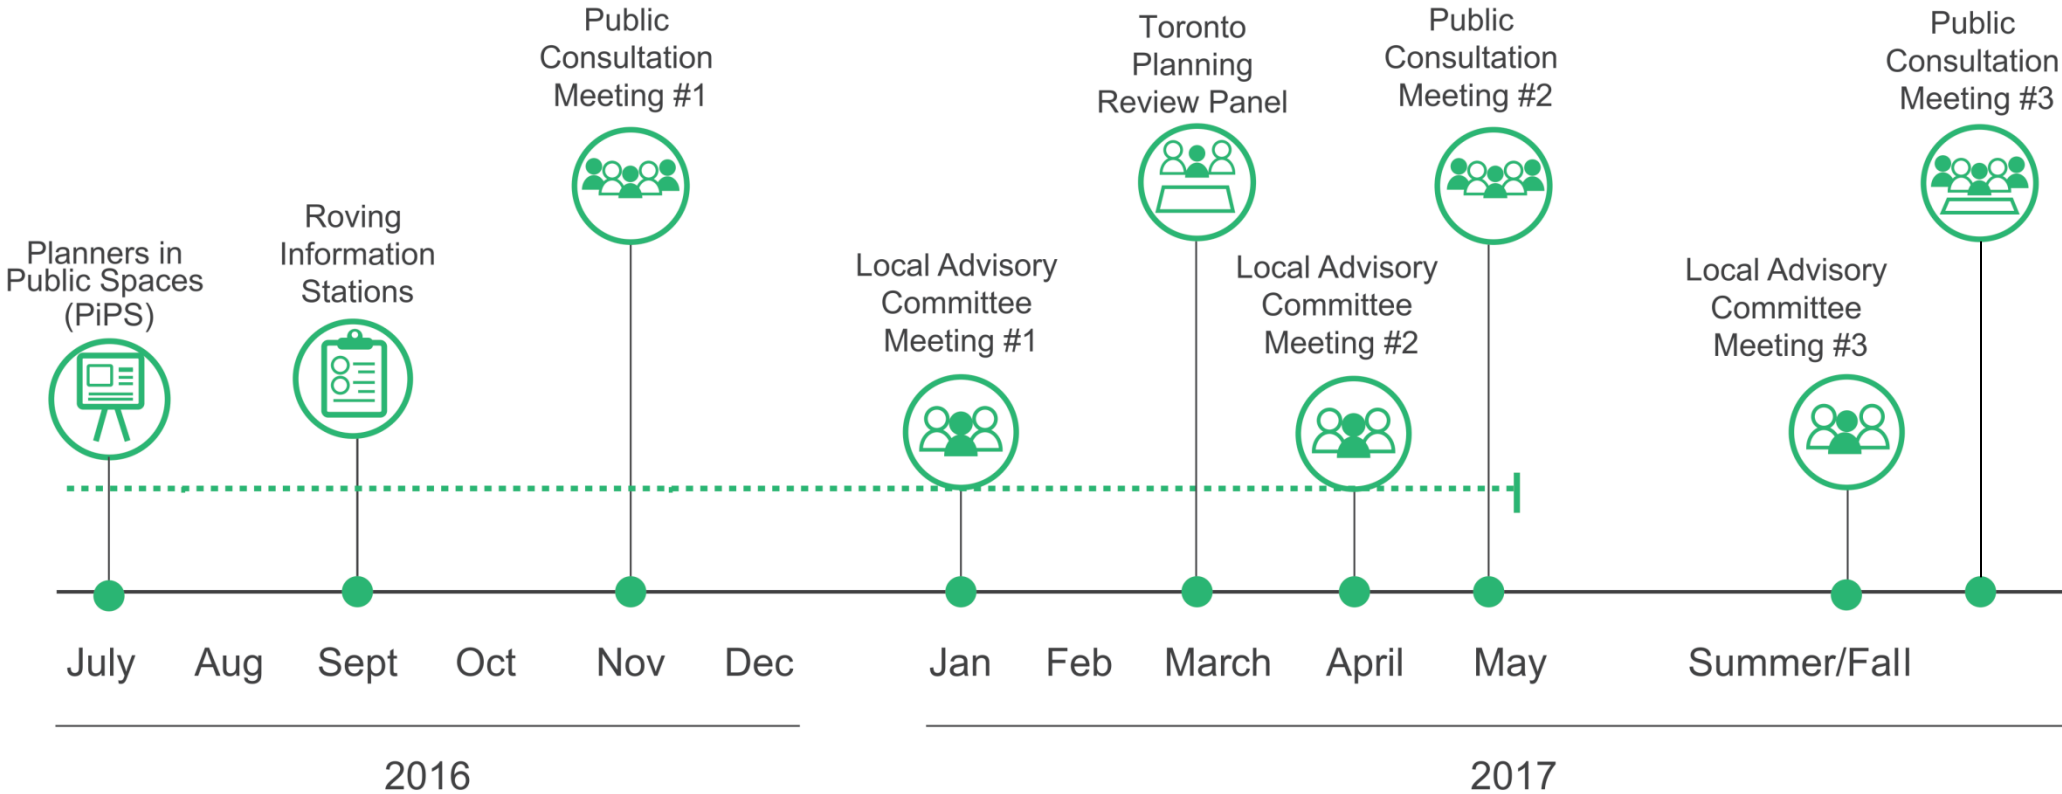 Planners in
Public Spaces
(PiPS)
Roving
Information
Stations
Public
Consultation
Meeting #1
Local Advisory
Committee
Meeting #1
Toronto
Planning
Review Panel
Local Advisory
Committee
Meeting #2
Public
Consultation
Meeting #2
Local Advisory
Committee
Meeting #3
Public
Consultation
Meeting #3
July Aug Sept Oct Nov Dec Jan Feb March April May Summer/Fall
2016 2017